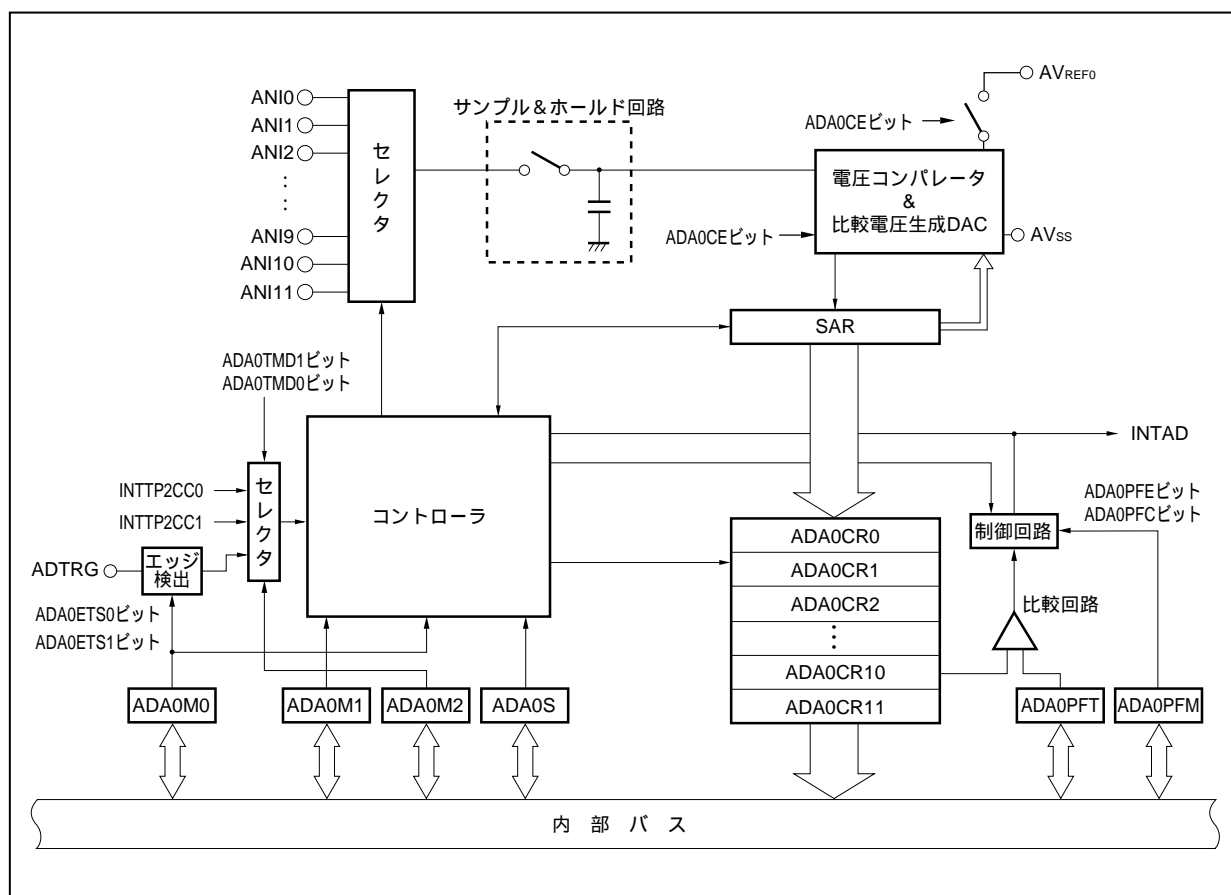 ANI0
ANI1
ANI2
⋮
⋮
ANI9
ANI10
ANI11
セレクタ
サンプル&ホールド回路
ADA0CEビット
AVREF0
電圧コンパレータ
&
比較電圧生成DAC
ADA0CEビット
AVSS
SAR
ADA0TMD1ビット
ADA0TMD0ビット
INTTP2CC0
INTTP2CC1
セレクタ
コントローラ
ADTRG
エッジ
検出
ADA0ETS0ビット
ADA0ETS1ビット
INTAD
ADA0PFEビット
ADA0PFCビット
制御回路
比較回路
ADA0CR0
ADA0CR1
ADA0CR2
⋮
ADA0CR10
ADA0CR11
ADA0M0
ADA0M1
ADA0M2
ADA0S
ADA0PFT
ADA0PFM
内部バス